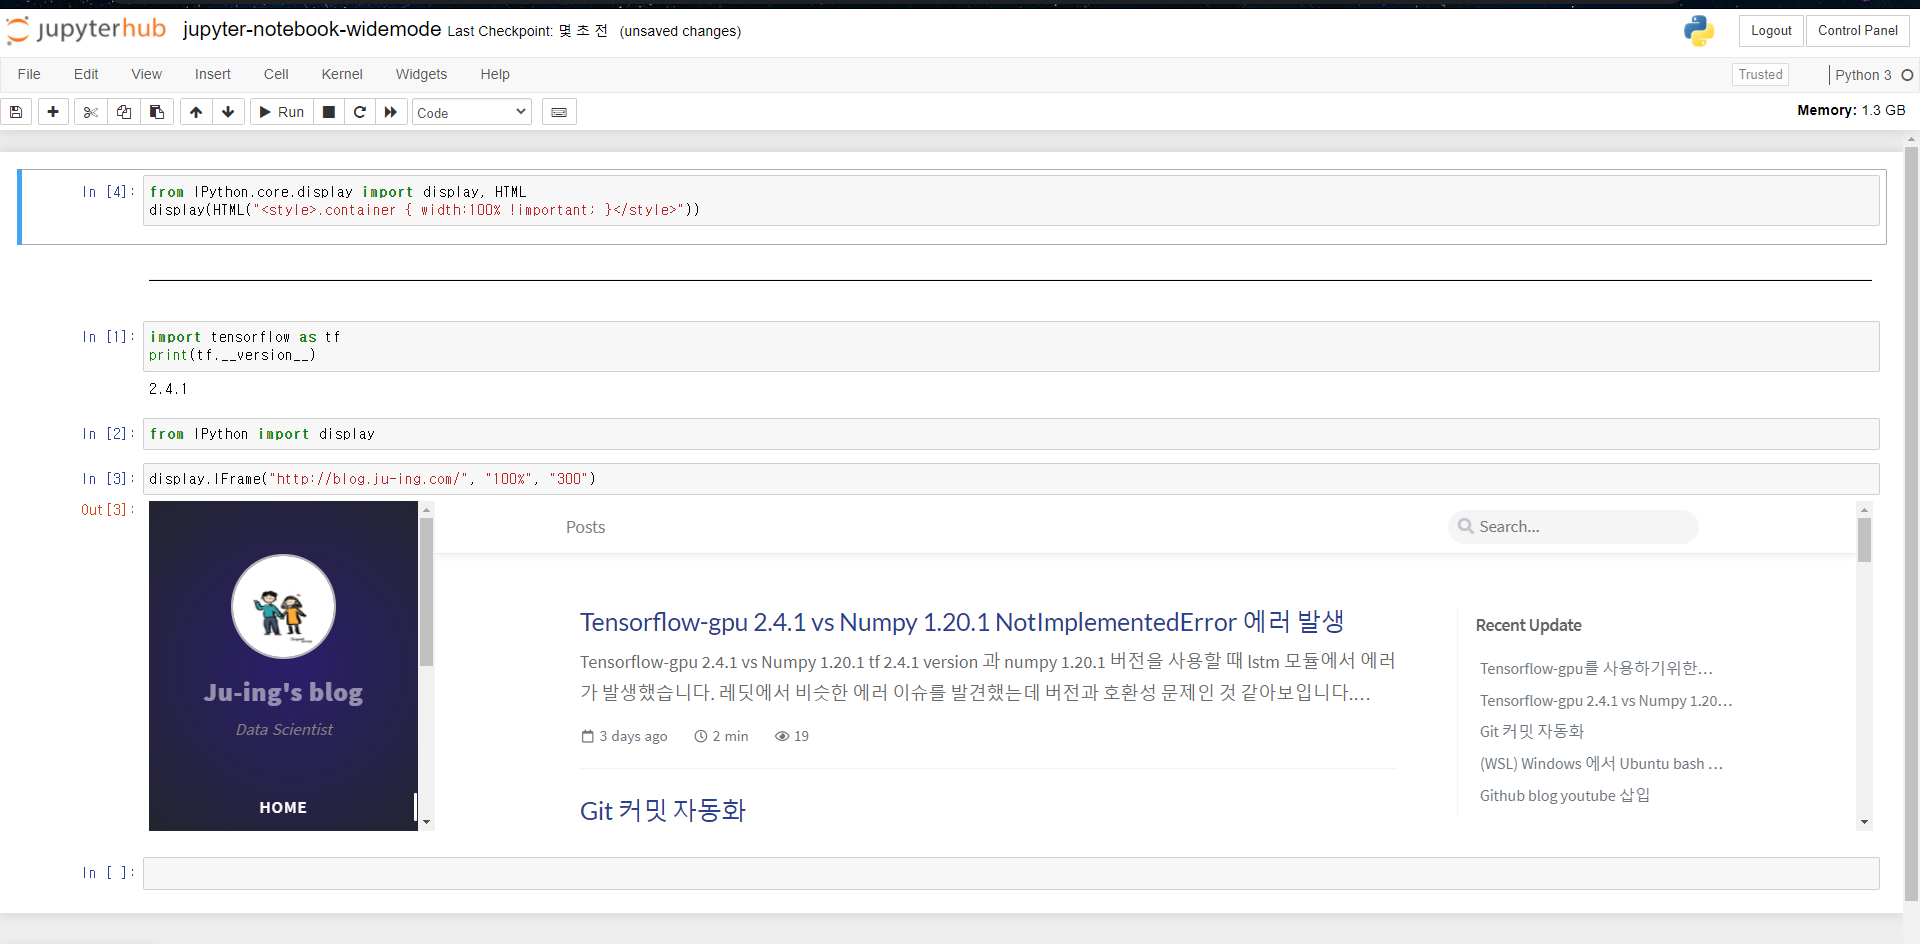 jupyterhub jupyter-notebook-widemode Last Checkpoint: 몇 초 전 (unsaved changes) Logout Control Panel
File Edit View Insert Cell Kernel Widgets Help Trusted Python 3
Run Code Memory: 1.3 GB
In [4]: from IPython.core.display import display, HTML
display(HTML("<style>.container { width:100% !important; }</style>"))
In [1]: import tensorflow as tf
print(tf.__version__)
2.4.1
In [2]: from IPython import display
In [3]: display.IFrame("http://blog.ju-ing.com/", "100%", "300")
Out[3]:
Ju-ing's blog
Data Scientist
HOME
Posts Search...
Tensorflow-gpu 2.4.1 vs Numpy 1.20.1 NotImplementedError 에러 발생
Tensorflow-gpu 2.4.1 vs Numpy 1.20.1 tf 2.4.1 version 과 numpy 1.20.1 버전을 사용할 때 lstm 모듈에서 에러
가 발생했습니다. 레딧에서 비슷한 에러 이슈를 발견했는데 버전과 호환성 문제인 것 같아보입니다....
3 days ago 2 min 19
Git 커밋 자동화
Recent Update
Tensorflow-gpu를 사용하기위한...
Tensorflow-gpu 2.4.1 vs Numpy 1.20...
Git 커밋 자동화
(WSL) Windows 에서 Ubuntu bash ...
Github blog youtube 삽입
In [ ]: